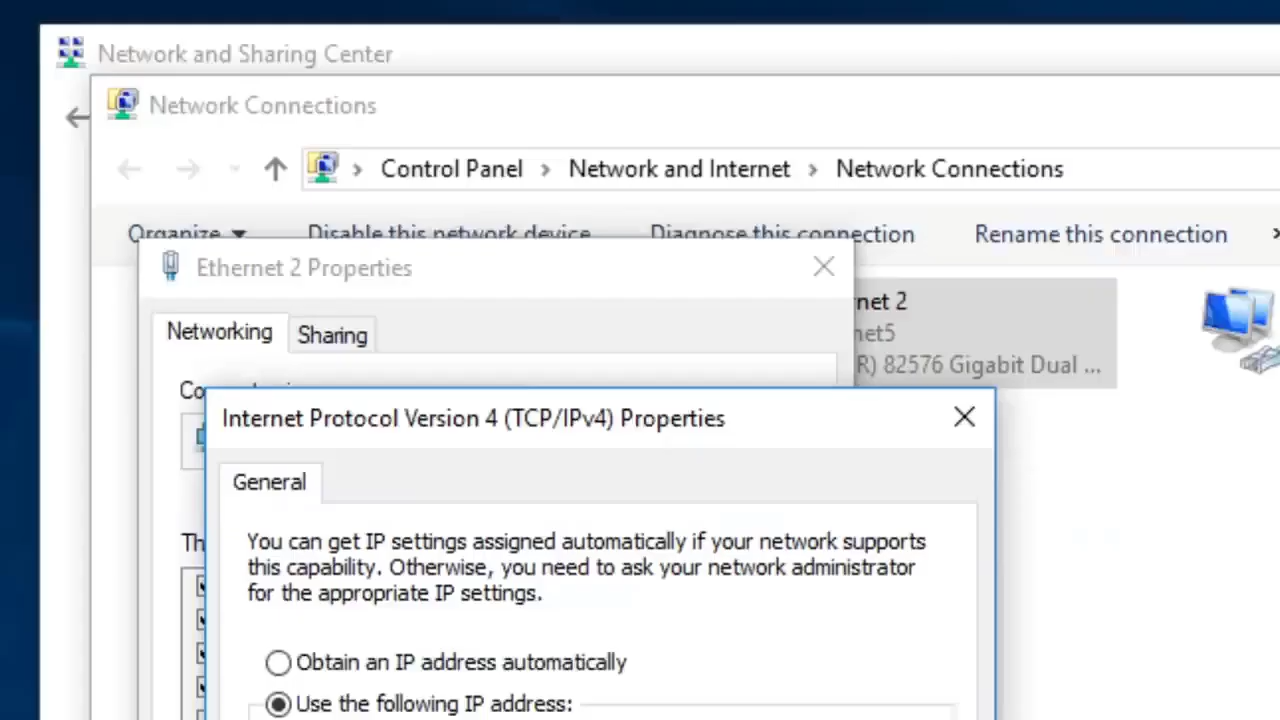 Network and Sharing Center
Network Connections
Control Panel > Network and Internet > Network Connections
Organize Disable this network device Diagnose this connection Rename this connection
Ethernet 2 Properties
net 2
net5
R) 82576 Gigabit Dual ...
Networking Sharing
Co
Internet Protocol Version 4 (TCP/IPv4) Properties
General
Th
You can get IP settings assigned automatically if your network supports
this capability. Otherwise, you need to ask your network administrator
for the appropriate IP settings.
Obtain an IP address automatically
Use the following IP address: